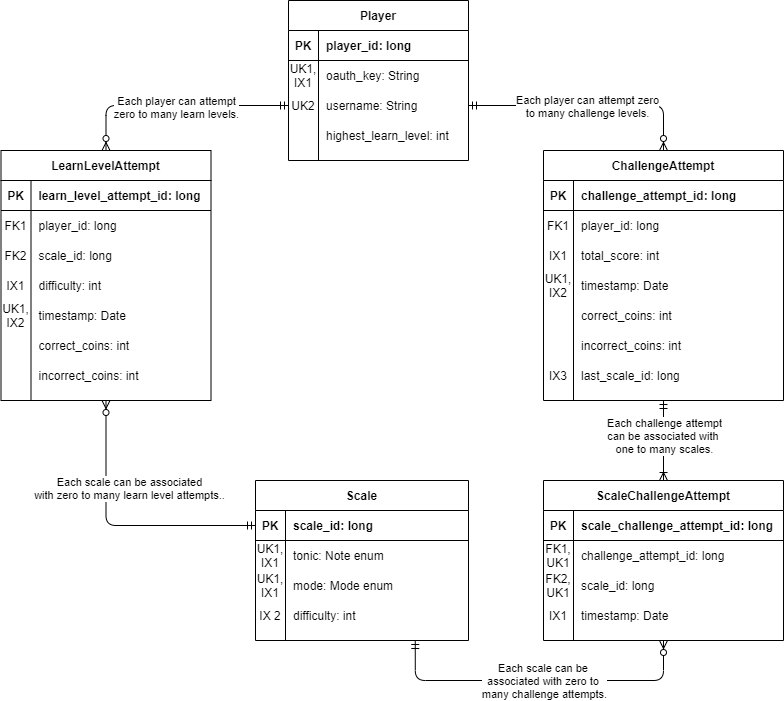 Player
PK player_id: long
UK1,
IX1
oauth_key: String
UK2 username: String
highest_learn_level: int
Each player can attempt
zero to many learn levels.
Each player can attempt zero
to many challenge levels.
LearnLevelAttempt
PK learn_level_attempt_id: long
FK1 player_id: long
FK2 scale_id: long
IX1 difficulty: int
UK1,
IX2
timestamp: Date
correct_coins: int
incorrect_coins: int
ChallengeAttempt
PK challenge_attempt_id: long
FK1 player_id: long
IX1 total_score: int
UK1,
IX2
timestamp: Date
correct_coins: int
incorrect_coins: int
IX3 last_scale_id: long
Each challenge attempt
can be associated with
one to many scales.
Each scale can be associated
with zero to many learn level attempts..
Scale
PK scale_id: long
UK1,
IX1
tonic: Note enum
UK1,
IX1
mode: Mode enum
IX 2 difficulty: int
ScaleChallengeAttempt
PK scale_challenge_attempt_id: long
FK1,
UK1
challenge_attempt_id: long
FK2,
UK1
scale_id: long
IX1 timestamp: Date
Each scale can be
associated with zero to
many challenge attempts.